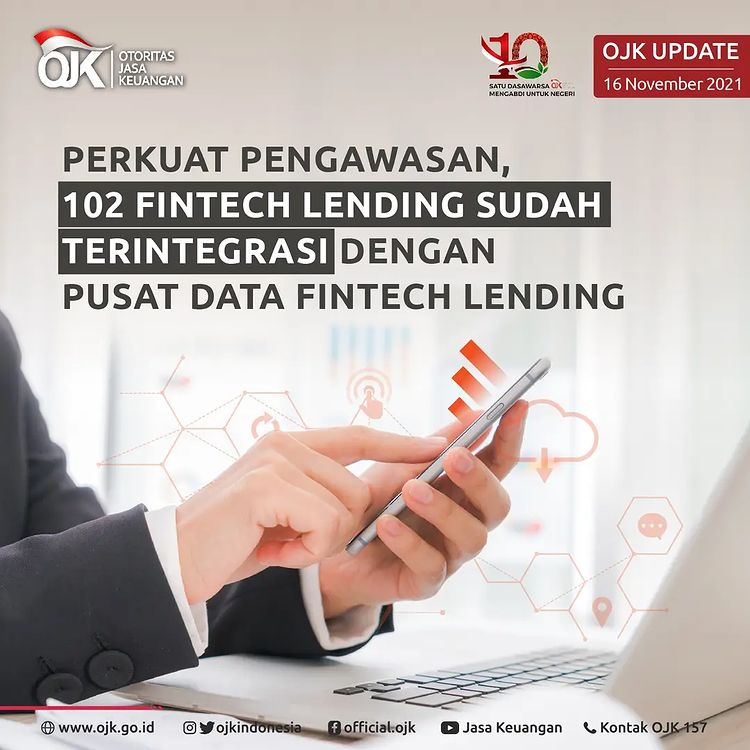 OJK
OTORITAS
JASA
KEUANGAN
10
SATU DASAWARSA OJK
MENGABDI UNTUK NEGERI
OJK UPDATE
16 November 2021
PERKUAT PENGAWASAN,
102 FINTECH LENDING SUDAH
TERINTEGRASI DENGAN
PUSAT DATA FINTECH LENDING
www.ojk.go.id ojkindonesia official.ojk Jasa Keuangan Kontak OJK 157